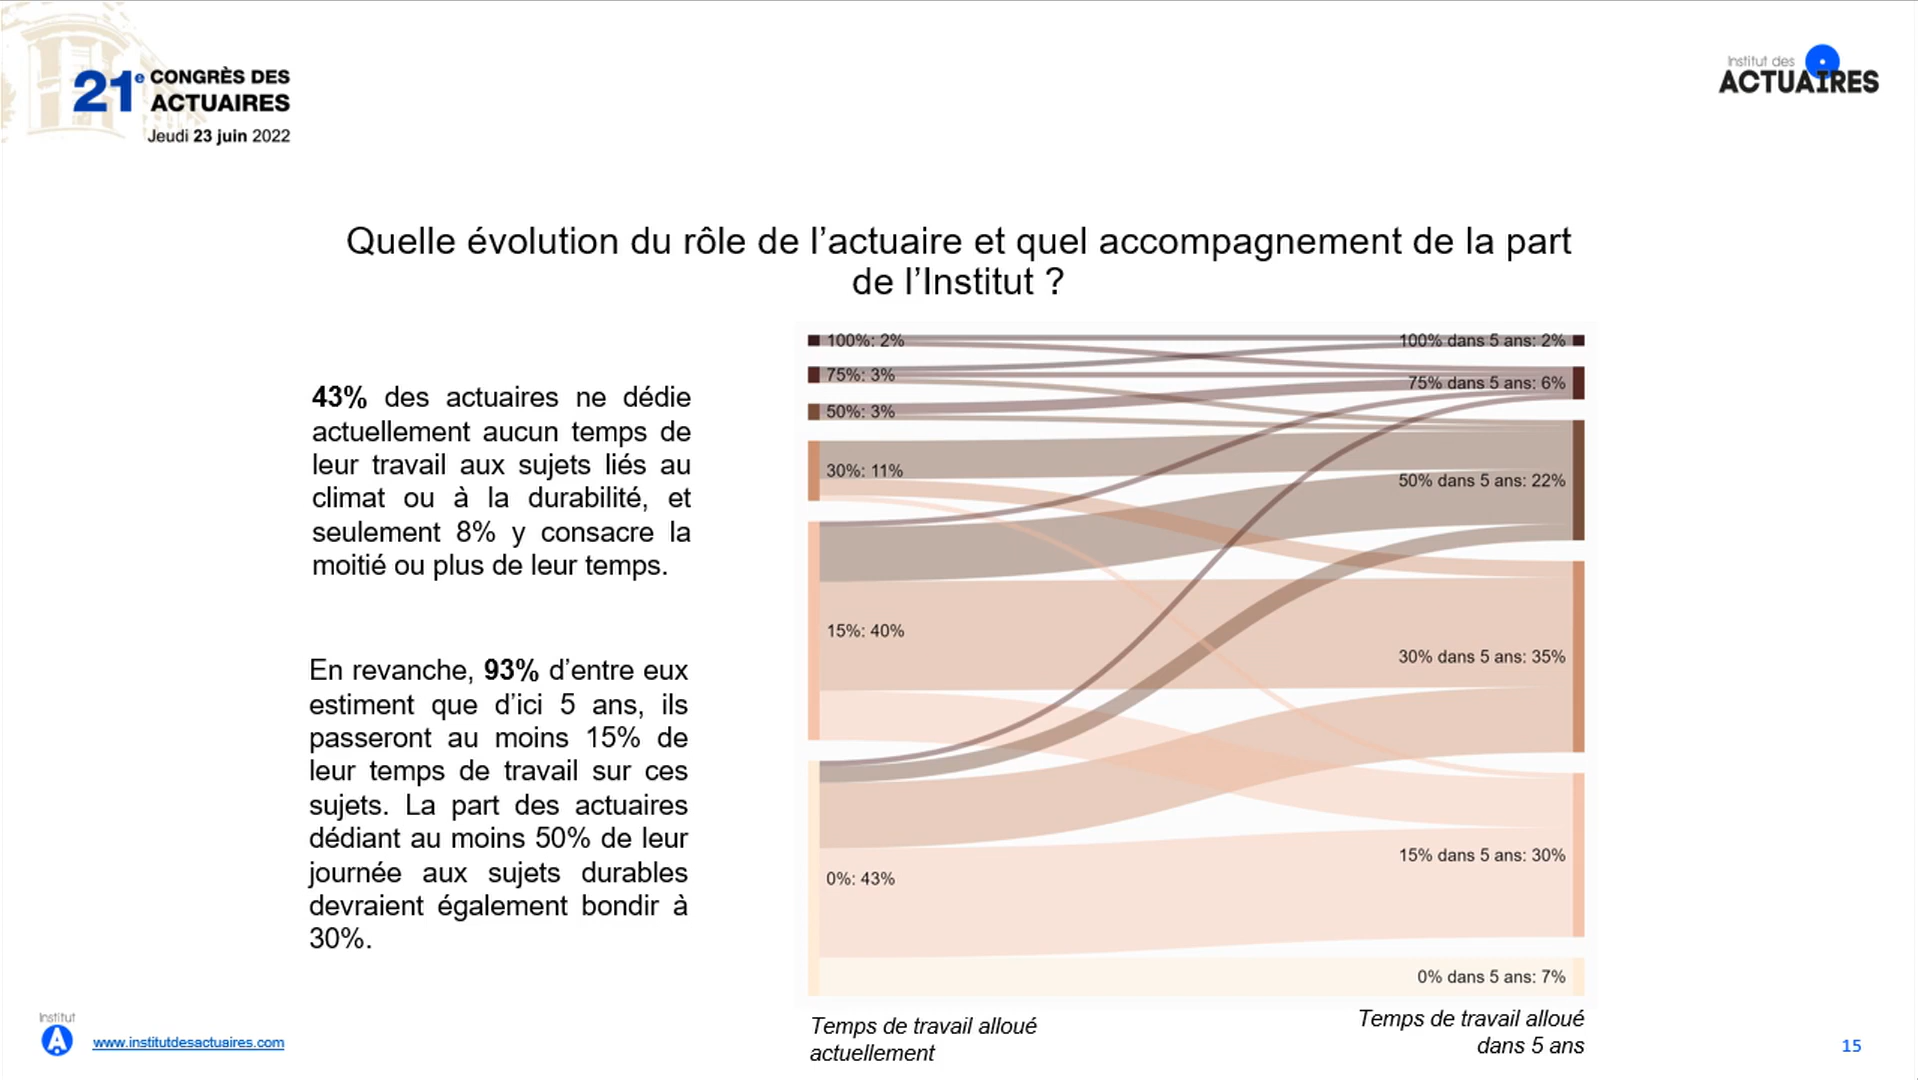 21e CONGRÈS DES
ACTUAIRES
Jeudi 23 juin 2022
Institut des
ACTUAIRES
Quelle évolution du rôle de l’actuaire et quel accompagnement de la part
de l’Institut ?
43% des actuaires ne dédie
actuellement aucun temps de
leur travail aux sujets liés au
climat ou à la durabilité, et
seulement 8% y consacre la
moitié ou plus de leur temps.
En revanche, 93% d’entre eux
estiment que d’ici 5 ans, ils
passeront au moins 15% de
leur temps de travail sur ces
sujets. La part des actuaires
dédiant au moins 50% de leur
journée aux sujets durables
devraient également bondir à
30%.
100%: 2%
75%: 3%
50%: 3%
30%: 11%
15%: 40%
0%: 43%
100% dans 5 ans: 2%
75% dans 5 ans: 6%
50% dans 5 ans: 22%
30% dans 5 ans: 35%
15% dans 5 ans: 30%
0% dans 5 ans: 7%
Temps de travail alloué
actuellement
Temps de travail alloué
dans 5 ans
Institut
A
www.institutdesactuaires.com
15